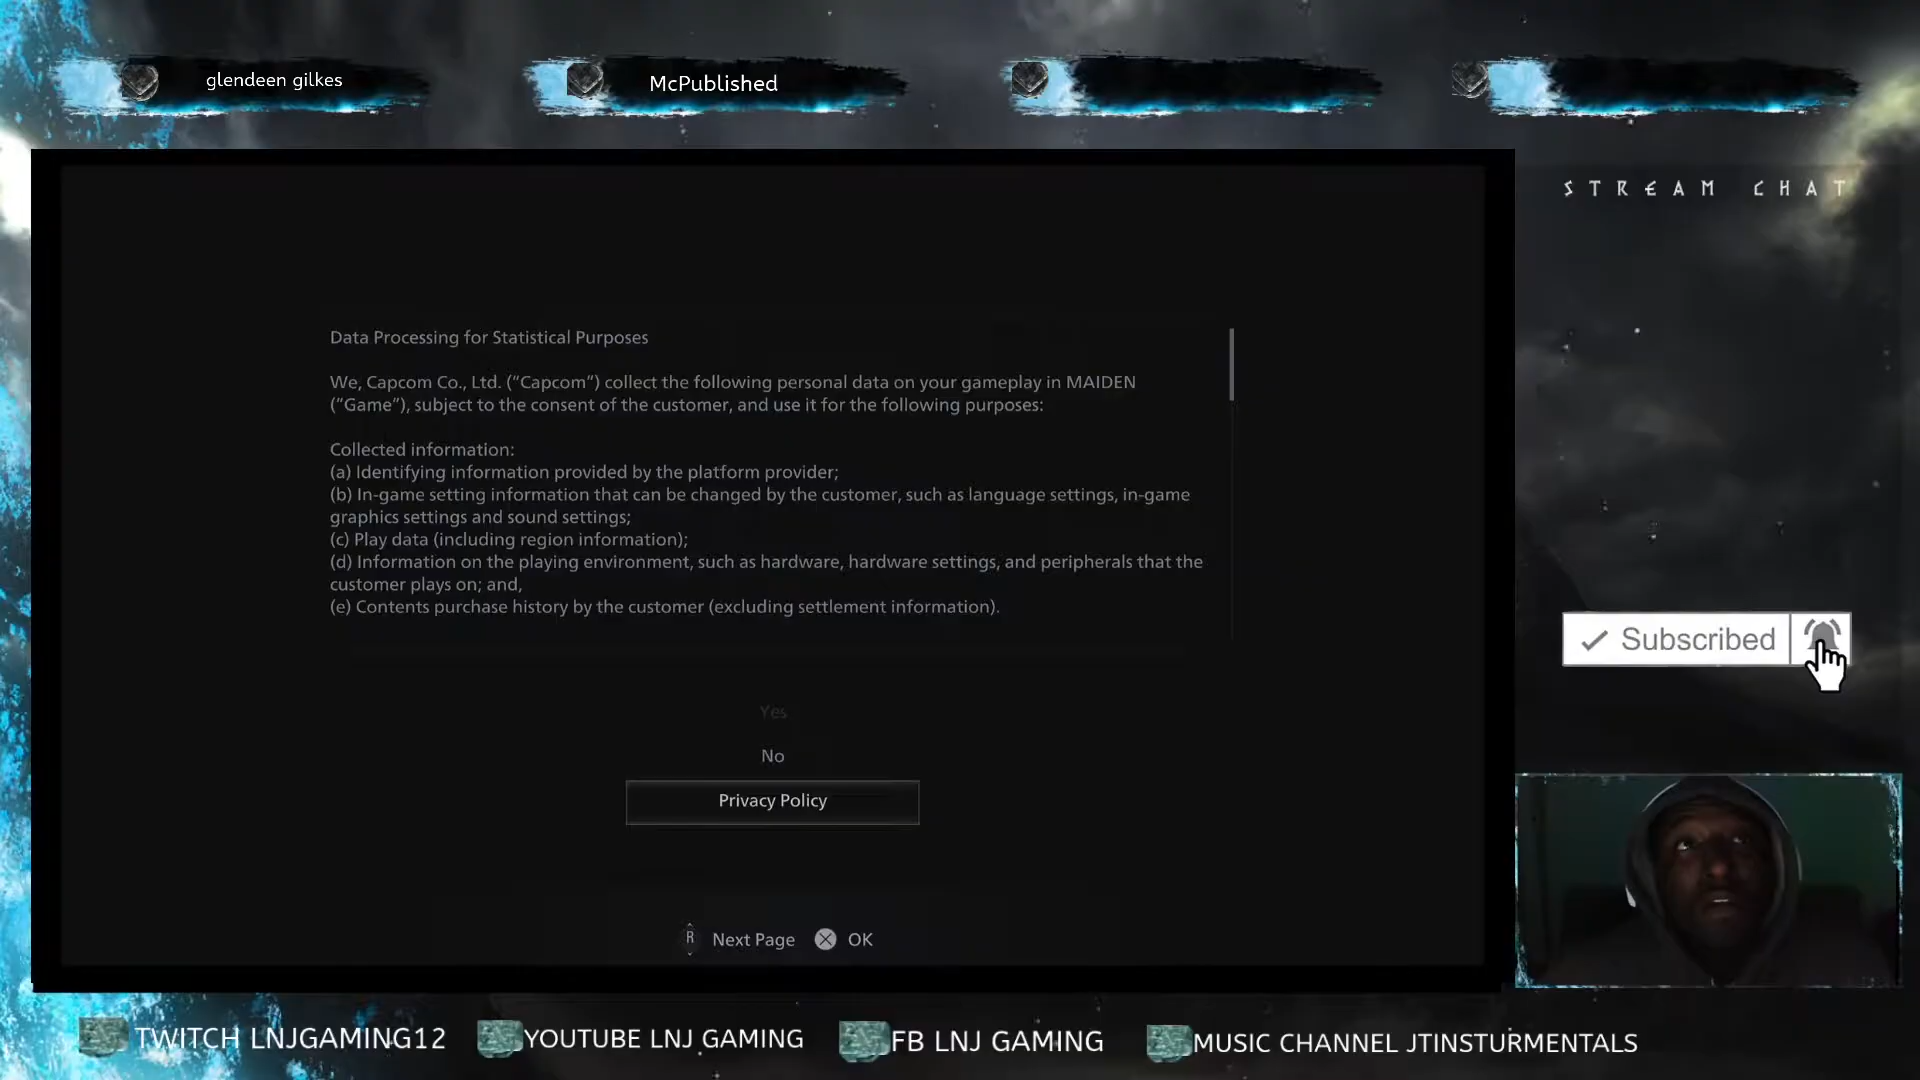 glendeen gilkes
McPublished
STREAM CHAT
Data Processing for Statistical Purposes
We, Capcom Co., Ltd. (“Capcom”) collect the following personal data on your gameplay in MAIDEN
(“Game”), subject to the consent of the customer, and use it for the following purposes:
Collected information:
(a) Identifying information provided by the platform provider;
(b) In-game setting information that can be changed by the customer, such as language settings, in-game
graphics settings and sound settings;
(c) Play data (including region information);
(d) Information on the playing environment, such as hardware, hardware settings, and peripherals that the
customer plays on; and,
(e) Contents purchase history by the customer (excluding settlement information).
Subscribed
Yes
No
Privacy Policy
R Next Page OK
TWITCH LNJGAMING12
YOUTUBE LNJ GAMING
FB LNJ GAMING
MUSIC CHANNEL JTINSTURMENTALS